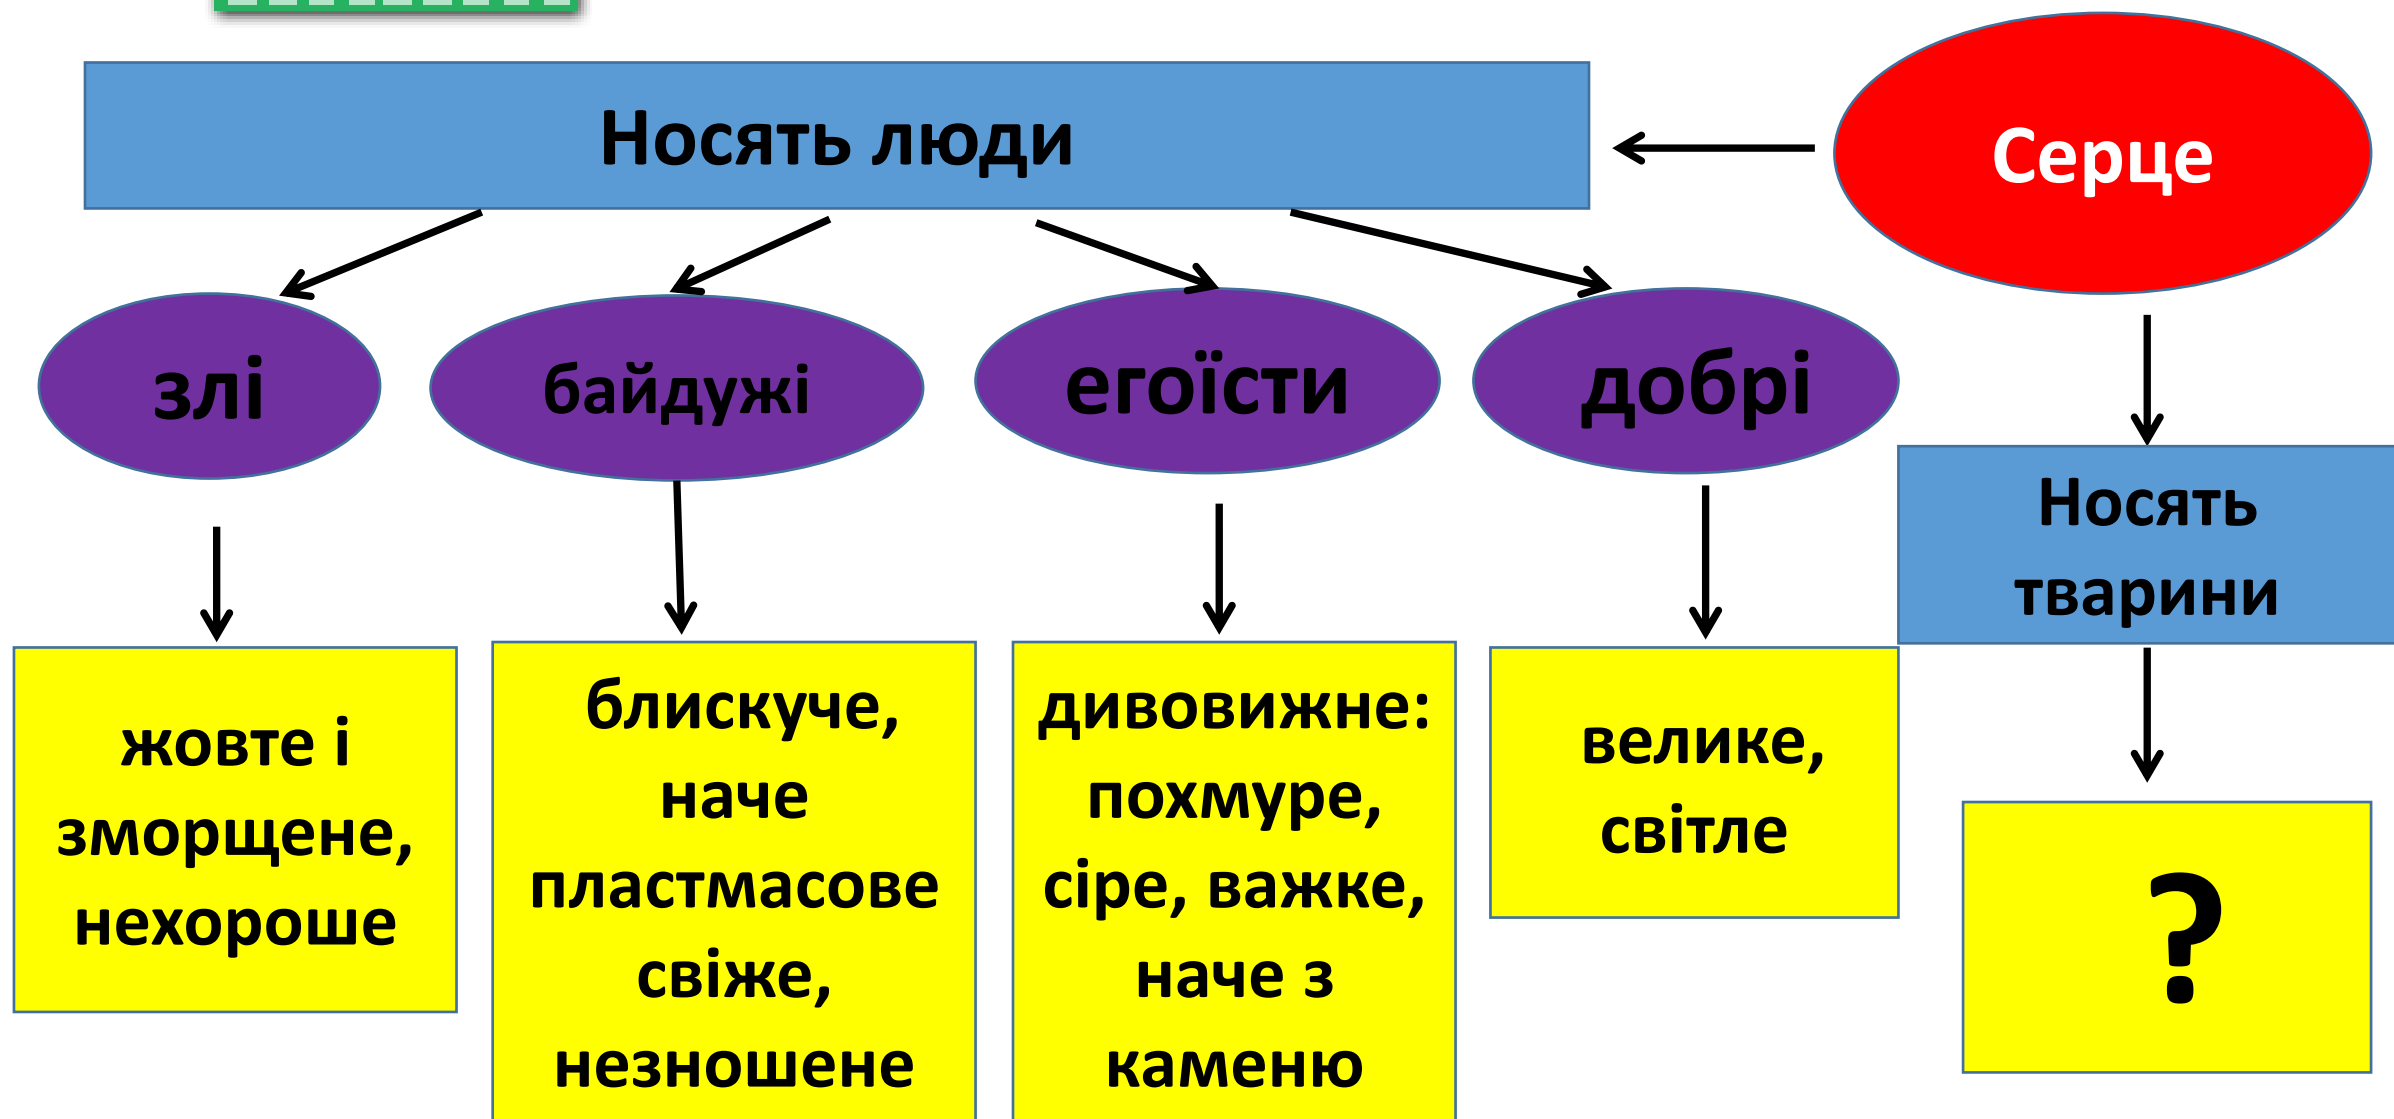 Носять люди
Серце
злі
байдужі
егоїсти
добрі
Носять
тварини
жовте і
зморщене,
нехороше
блискуче,
наче
пластмасове
свіже,
незношене
дивовижне:
похмуре,
сіре, важке,
наче з
каменю
велике,
світле
?